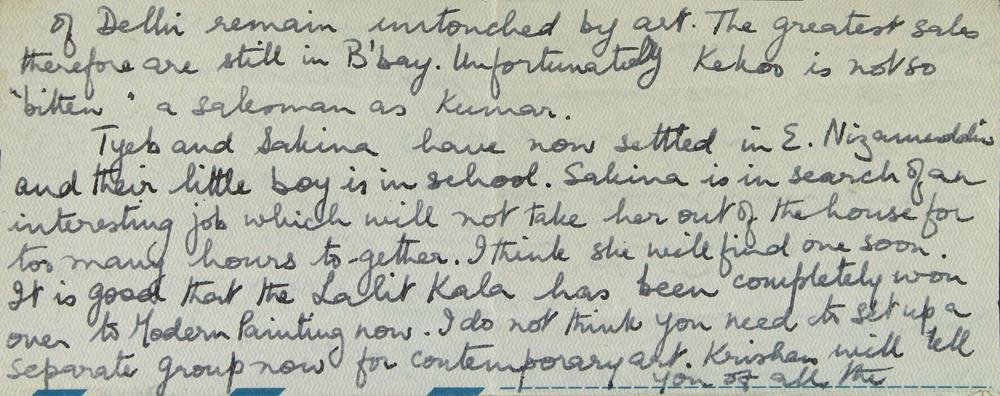 of Delhi remain untouched by art. The greatest sales
therefore are still in B'bay. Unfortunately Kekoo is not so
"bitten" a salesman as Kumar.
Tyeb and Sakina have now settled in E. Nizamuddin
and their little boy is in school. Sakina is in search of an
interesting job which will not take her out of the house for
too many hours to-gether. I think she will find one soon.
It is good that the Lalit Kala has been completely won
over to Modern Painting now. I do not think you need to set up a
separate group now for contemporary art. Krishan will tell
you of all the